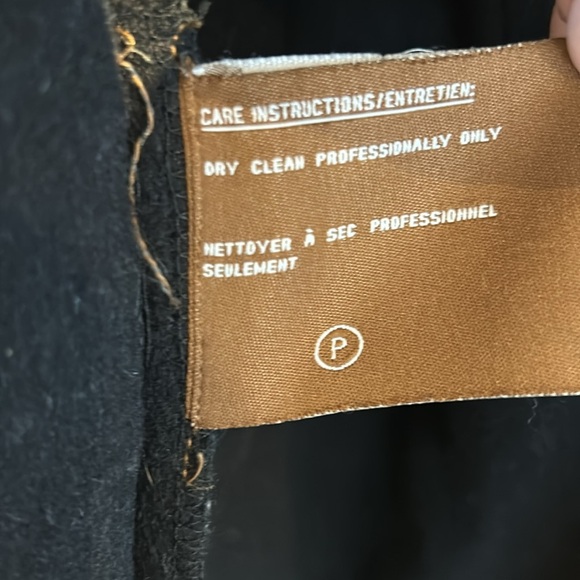 CARE INSTRUCTIONS/ENTRETIEN:
DRY CLEAN PROFESSIONALLY ONLY
NETTOYER À SEC PROFESSIONNEL
SEULEMENT
P